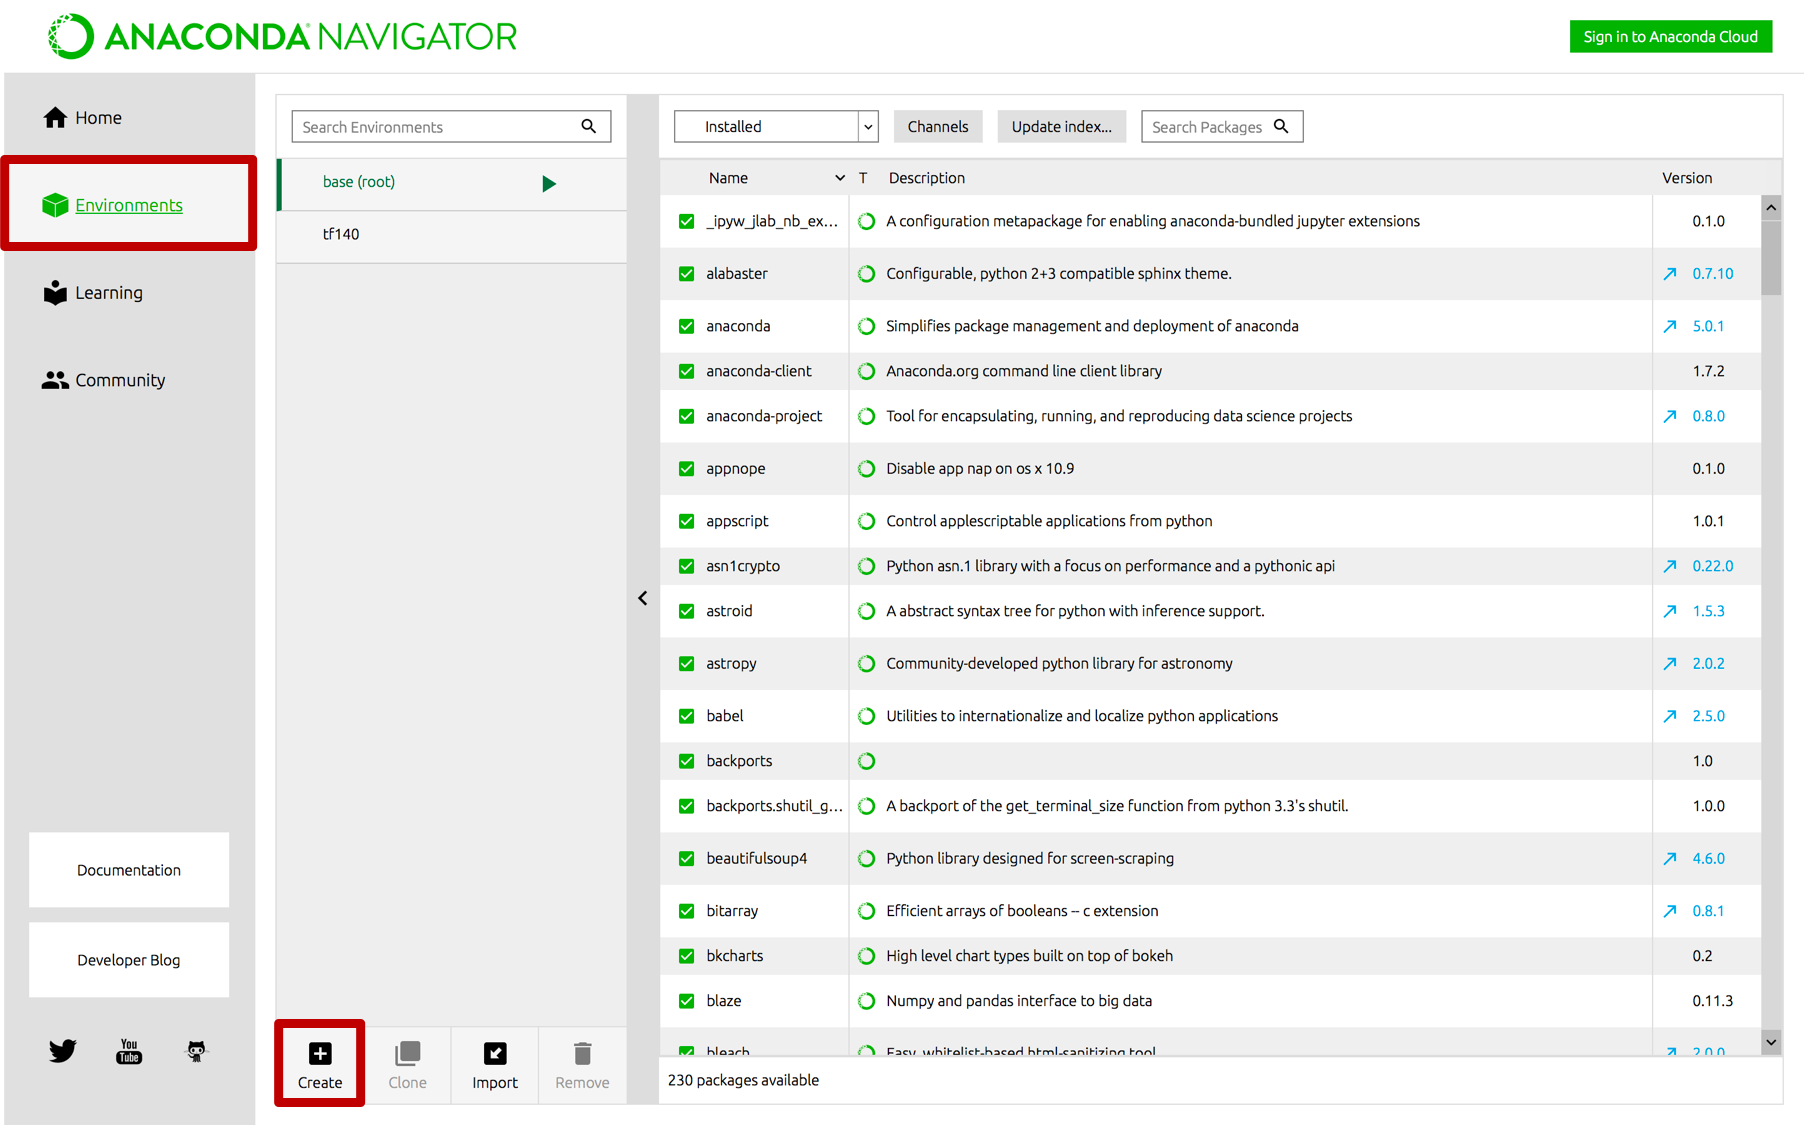 ANACONDA NAVIGATOR
Sign in to Anaconda Cloud
Home
Environments
Learning
Community
Documentation
Developer Blog
You
Tube
Search Environments
base (root)
tf140
Create
Clone
Import
Remove
Installed
Channels
Update index...
Search Packages
Name T Description Version
_ipyw_jlab_nb_ex... A configuration metapackage for enabling anaconda-bundled jupyter extensions 0.1.0
alabaster Configurable, python 2+3 compatible sphinx theme. 0.7.10
anaconda Simplifies package management and deployment of anaconda 5.0.1
anaconda-client Anaconda.org command line client library 1.7.2
anaconda-project Tool for encapsulating, running, and reproducing data science projects 0.8.0
appnope Disable app nap on os x 10.9 0.1.0
appscript Control applescriptable applications from python 1.0.1
asn1crypto Python asn.1 library with a focus on performance and a pythonic api 0.22.0
astroid A abstract syntax tree for python with inference support. 1.5.3
astropy Community-developed python library for astronomy 2.0.2
babel Utilities to internationalize and localize python applications 2.5.0
backports 1.0
backports.shutil_g... A backport of the get_terminal_size function from python 3.3's shutil. 1.0.0
beautifulsoup4 Python library designed for screen-scraping 4.6.0
bitarray Efficient arrays of booleans -- c extension 0.8.1
bkcharts High level chart types built on top of bokeh 0.2
blaze Numpy and pandas interface to big data 0.11.3
bleach Easy, whitelist-based html-sanitizing tool 2.0.0
230 packages available